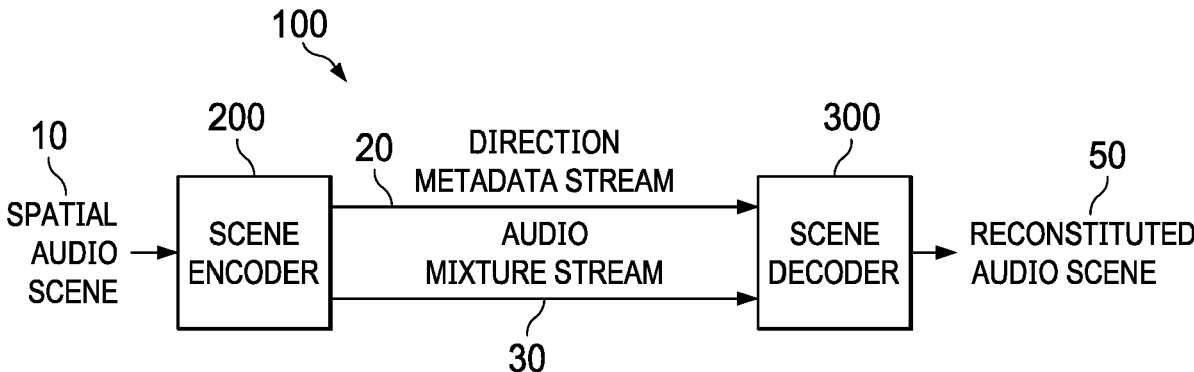 100
10
SPATIAL
AUDIO
SCENE
200
SCENE
ENCODER
20
DIRECTION
METADATA STREAM
AUDIO
MIXTURE STREAM
30
300
SCENE
DECODER
50
RECONSTITUTED
AUDIO SCENE